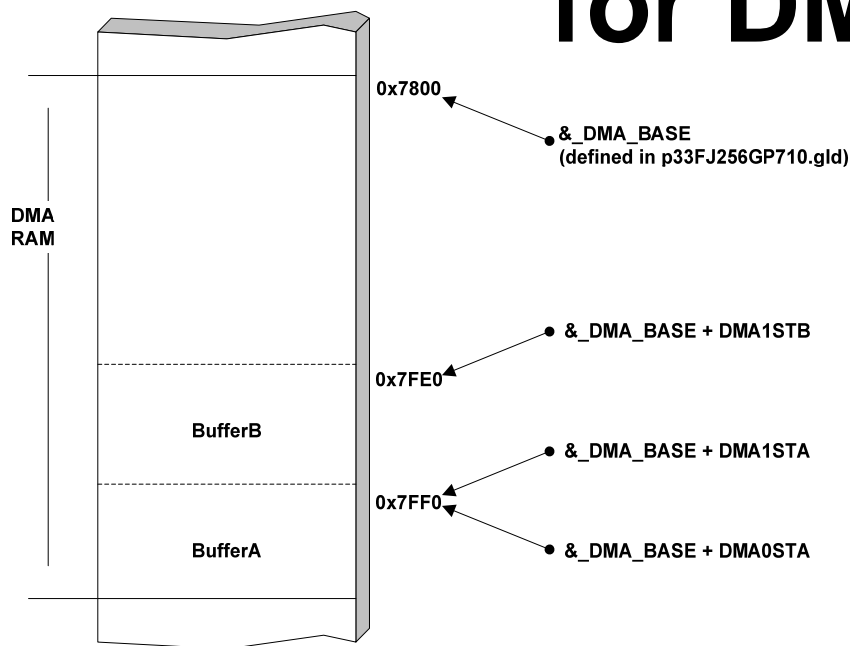 for DM
0x7800
&_DMA_BASE
(defined in p33FJ256GP710.gld)
DMA
RAM
&_DMA_BASE + DMA1STB
0x7FE0
BufferB
&_DMA_BASE + DMA1STA
0x7FF0
BufferA
&_DMA_BASE + DMA0STA